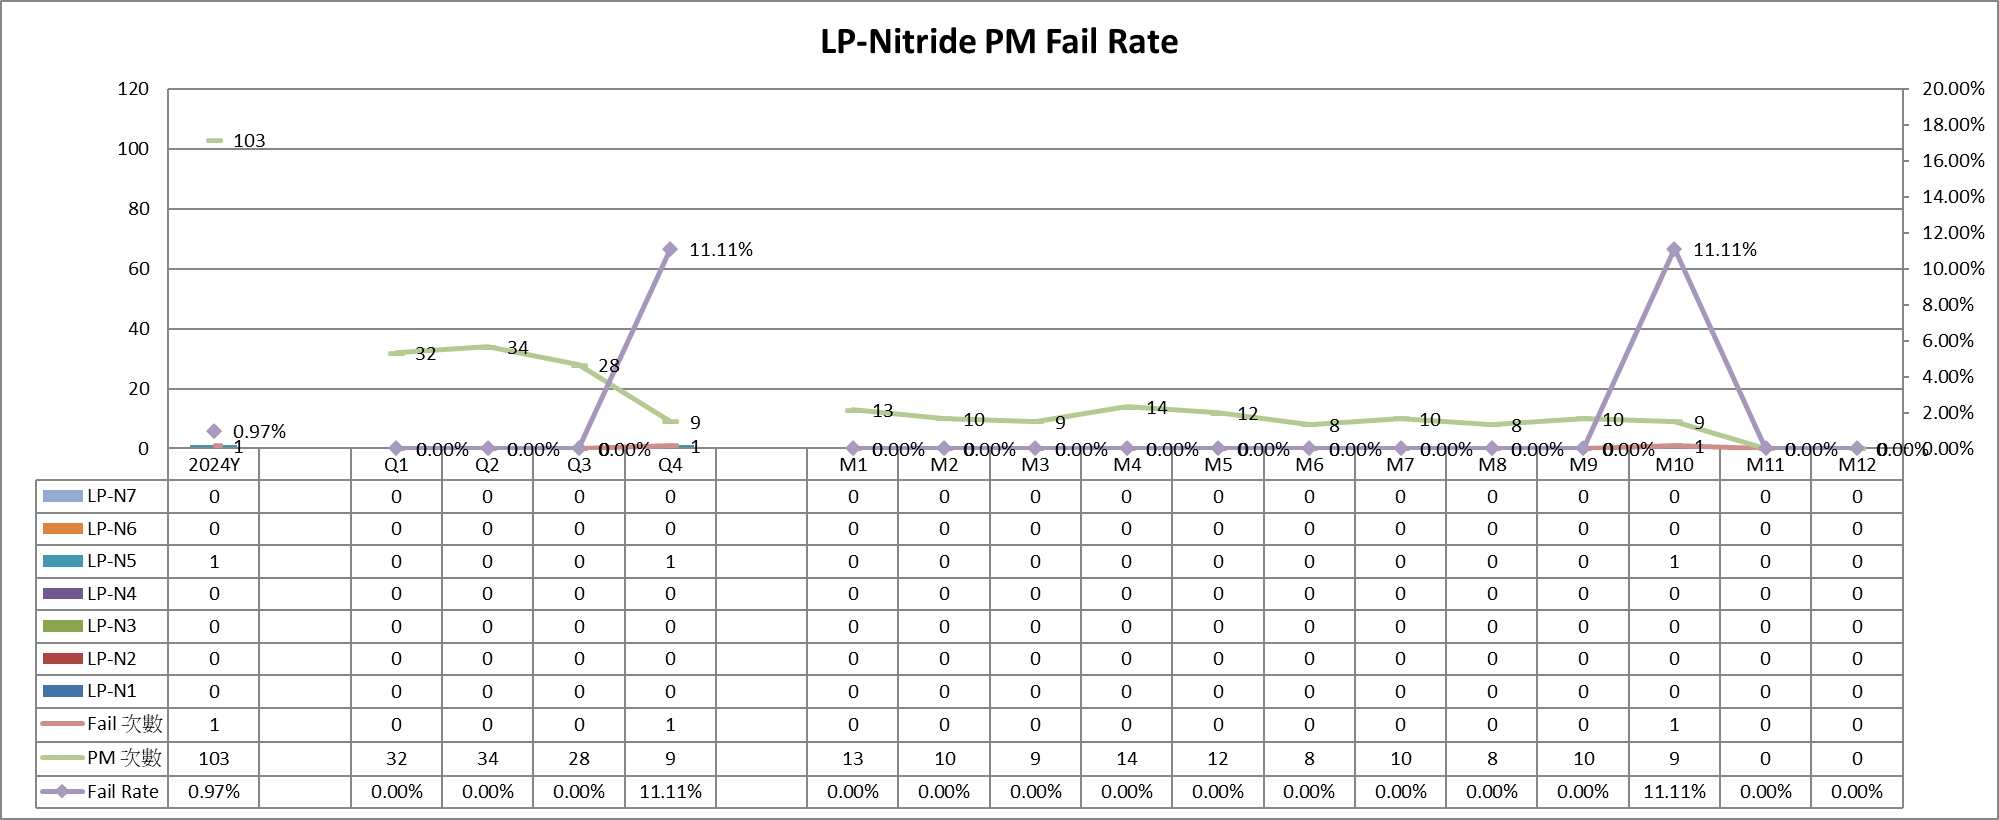 LP-Nitride PM Fail Rate
120 20.00%
18.00%
100 103 16.00%
14.00%
80 12.00%
11.11% 11.11%
60 10.00%
8.00%
40 6.00%
32 34 28 4.00%
20 13 10 9 14 12 8 10 8 10 9 9 2.00%
0.97%
0 1 0.00% 0.00% 0 0.00% 1 0 0.00% 0 0.00% 0 0.00% 0 0.00% 0 0.00% 0 0.00% 0 0.00% 0 0.00% 0 0.00% 1 0.00% 0 0.00% 0.00%
2024Y Q1 Q2 Q3 Q4 M1 M2 M3 M4 M5 M6 M7 M8 M9 M10 M11 M12
LP-N7 0 0 0 0 0 0 0 0 0 0 0 0 0 0 0 0 0
LP-N6 0 0 0 0 0 0 0 0 0 0 0 0 0 0 0 0 0
LP-N5 1 0 0 0 1 0 0 0 0 0 0 0 0 0 1 0 0
LP-N4 0 0 0 0 0 0 0 0 0 0 0 0 0 0 0 0 0
LP-N3 0 0 0 0 0 0 0 0 0 0 0 0 0 0 0 0 0
LP-N2 0 0 0 0 0 0 0 0 0 0 0 0 0 0 0 0 0
LP-N1 0 0 0 0 0 0 0 0 0 0 0 0 0 0 0 0 0
Fail 次數 1 0 0 0 1 0 0 0 0 0 0 0 0 0 1 0 0
PM 次數 103 32 34 28 9 13 10 9 14 12 8 10 8 10 9 0 0
Fail Rate 0.97% 0.00% 0.00% 0.00% 11.11% 0.00% 0.00% 0.00% 0.00% 0.00% 0.00% 0.00% 0.00% 0.00% 11.11% 0.00% 0.00%